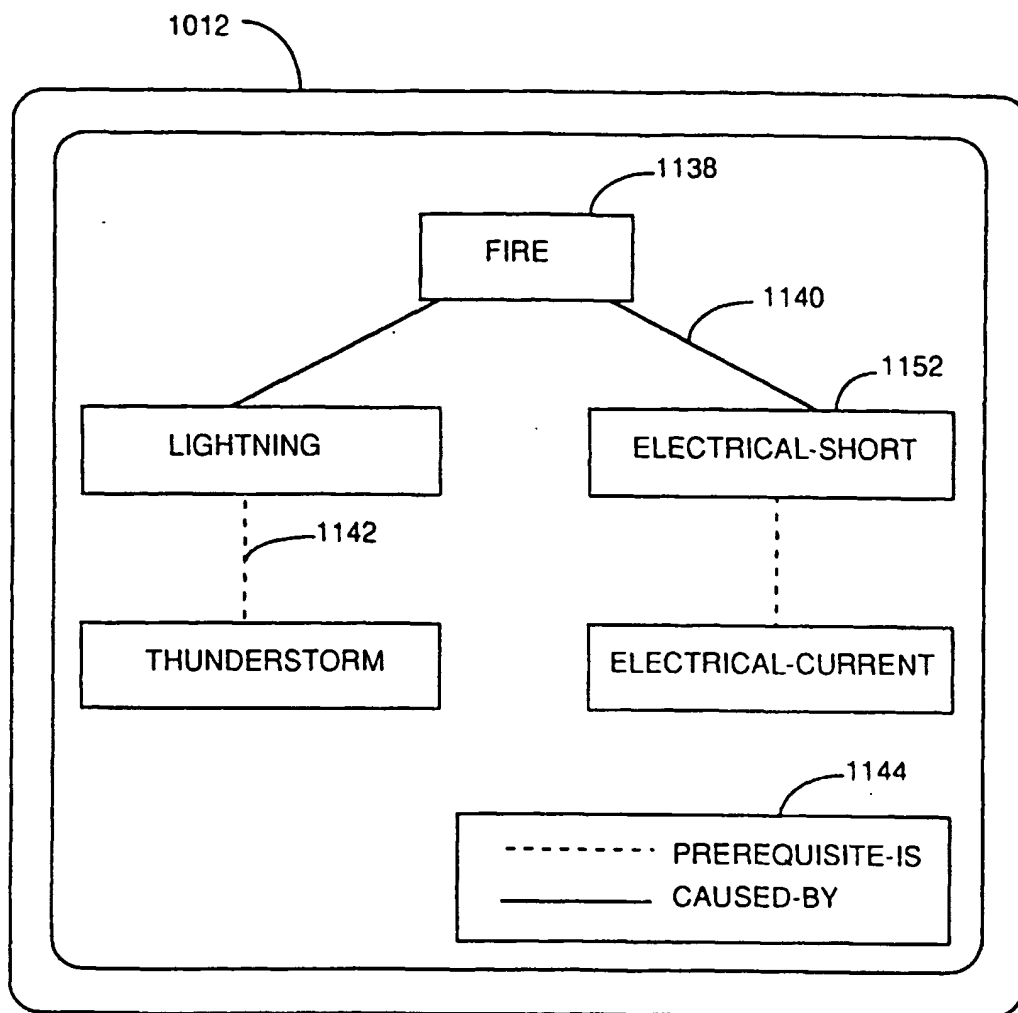 1012
1138
FIRE
1140
1152
LIGHTNING
ELECTRICAL-SHORT
1142
THUNDERSTORM
ELECTRICAL-CURRENT
1144
PREREQUISITE-IS
CAUSED-BY